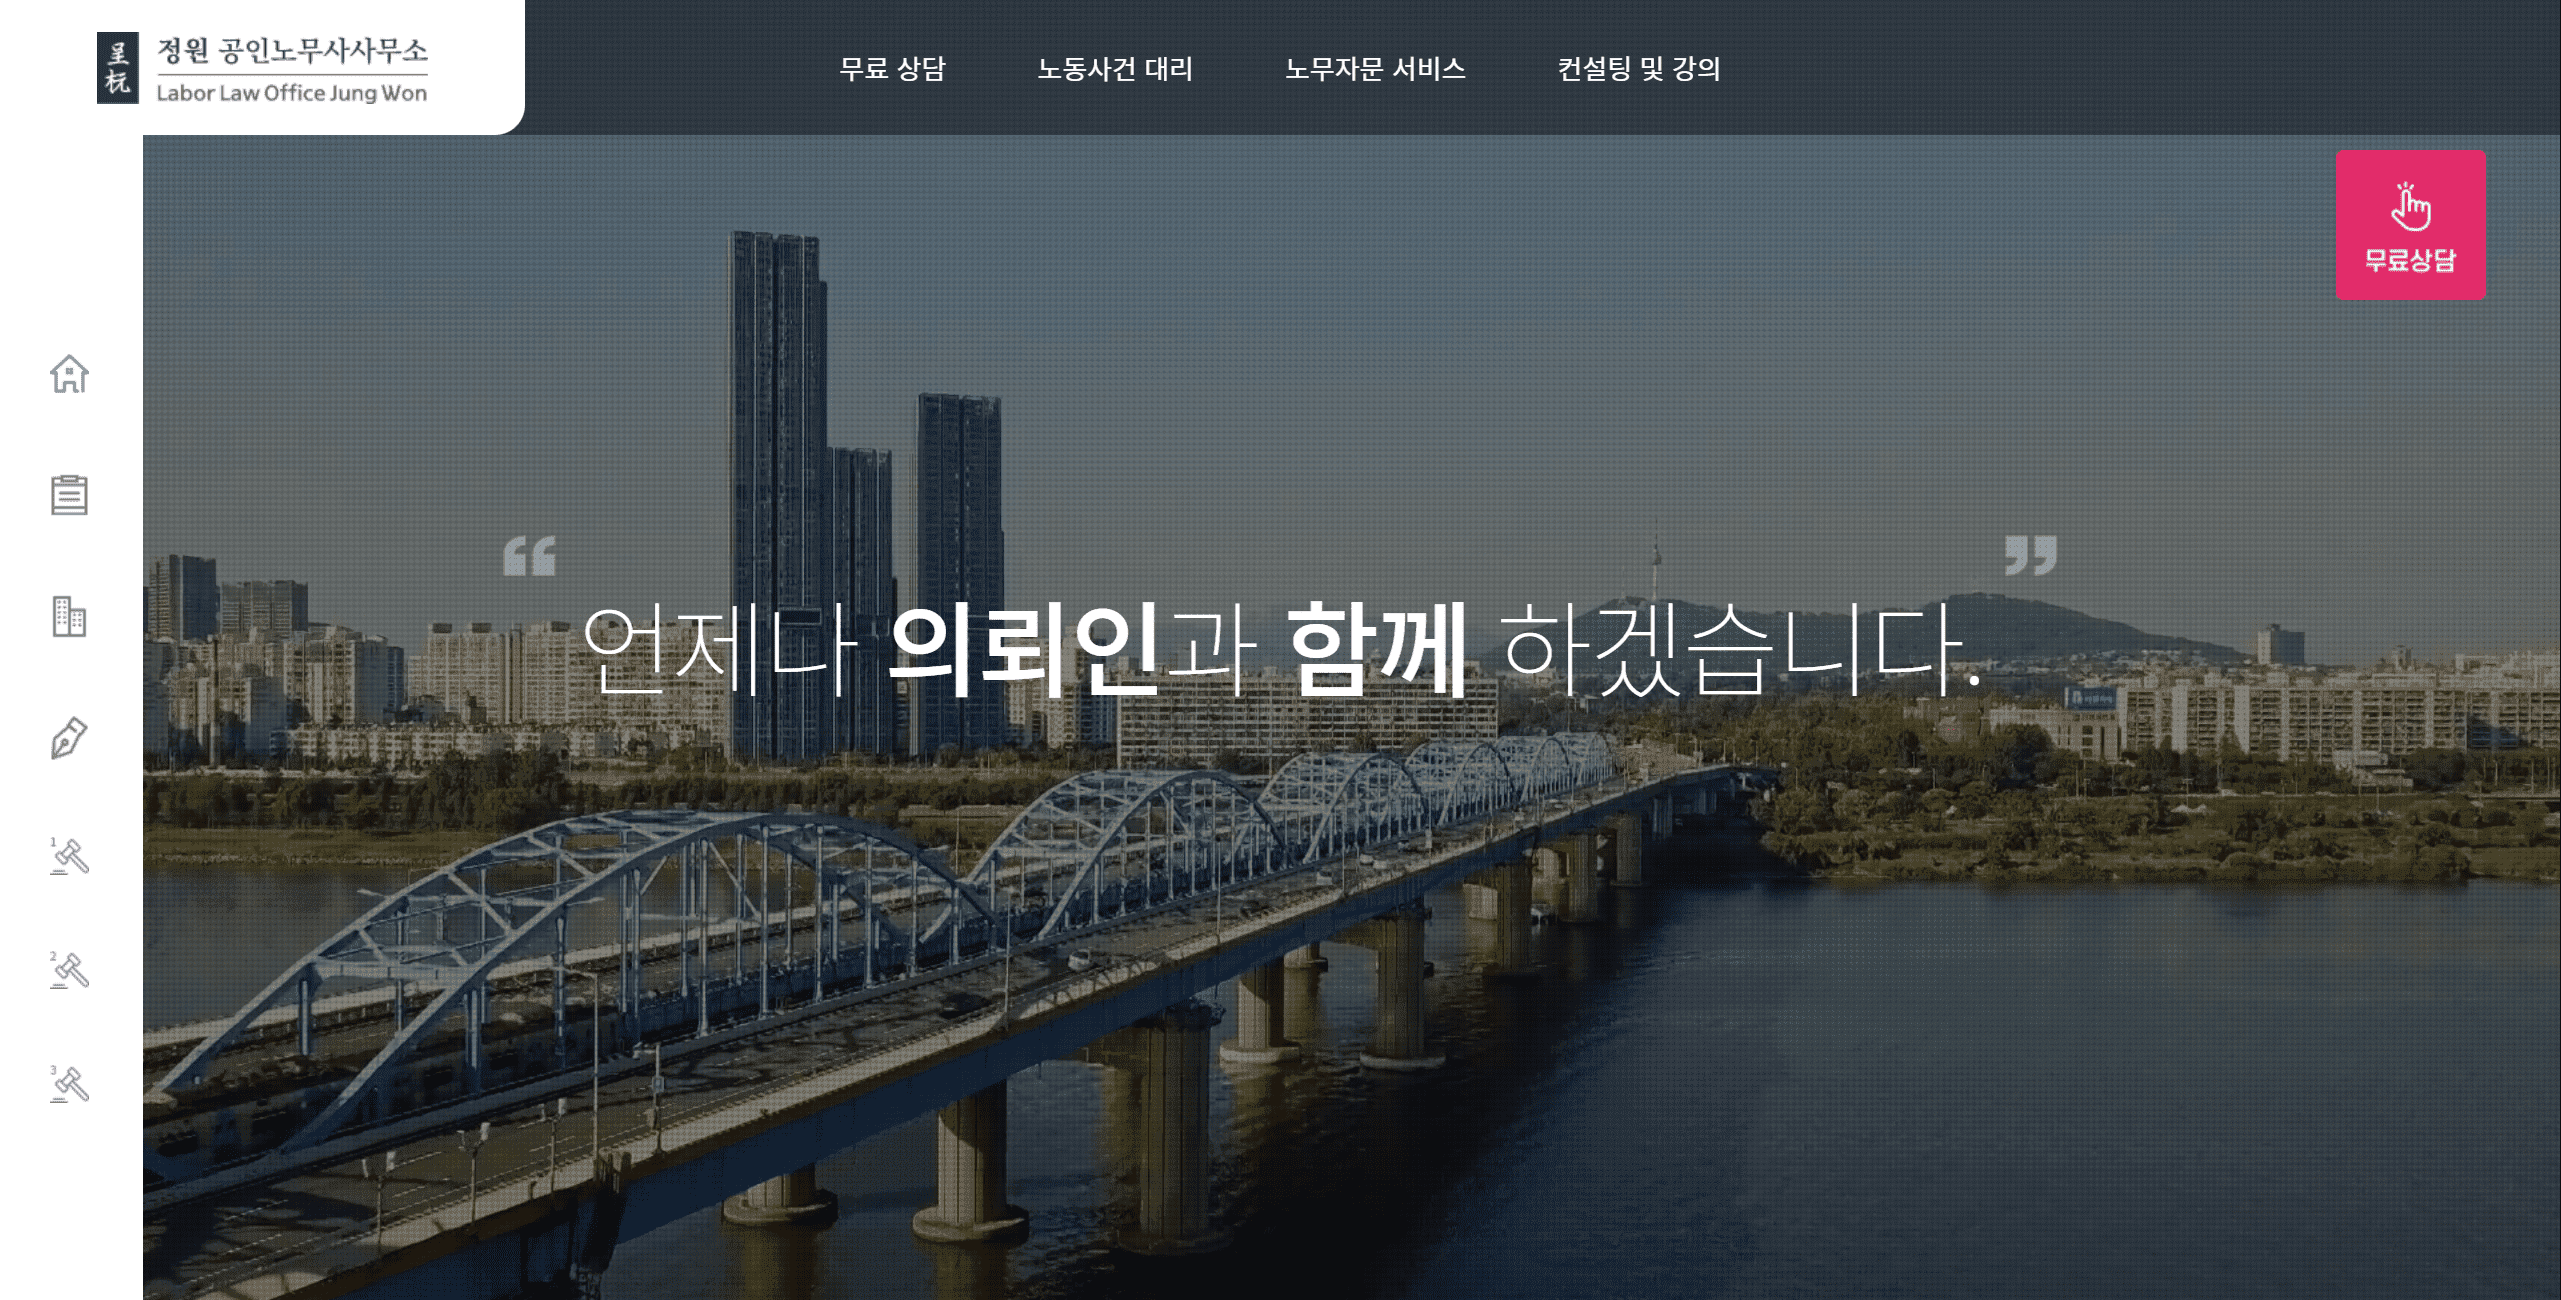 呈杬
정원 공인노무사사무소
Labor Law Office Jung Won
무료 상담
노동사건 대리
노무자문 서비스
컨설팅 및 강의
무료상담
“ ”
언제나 의뢰인과 함께 하겠습니다.
1
2
3